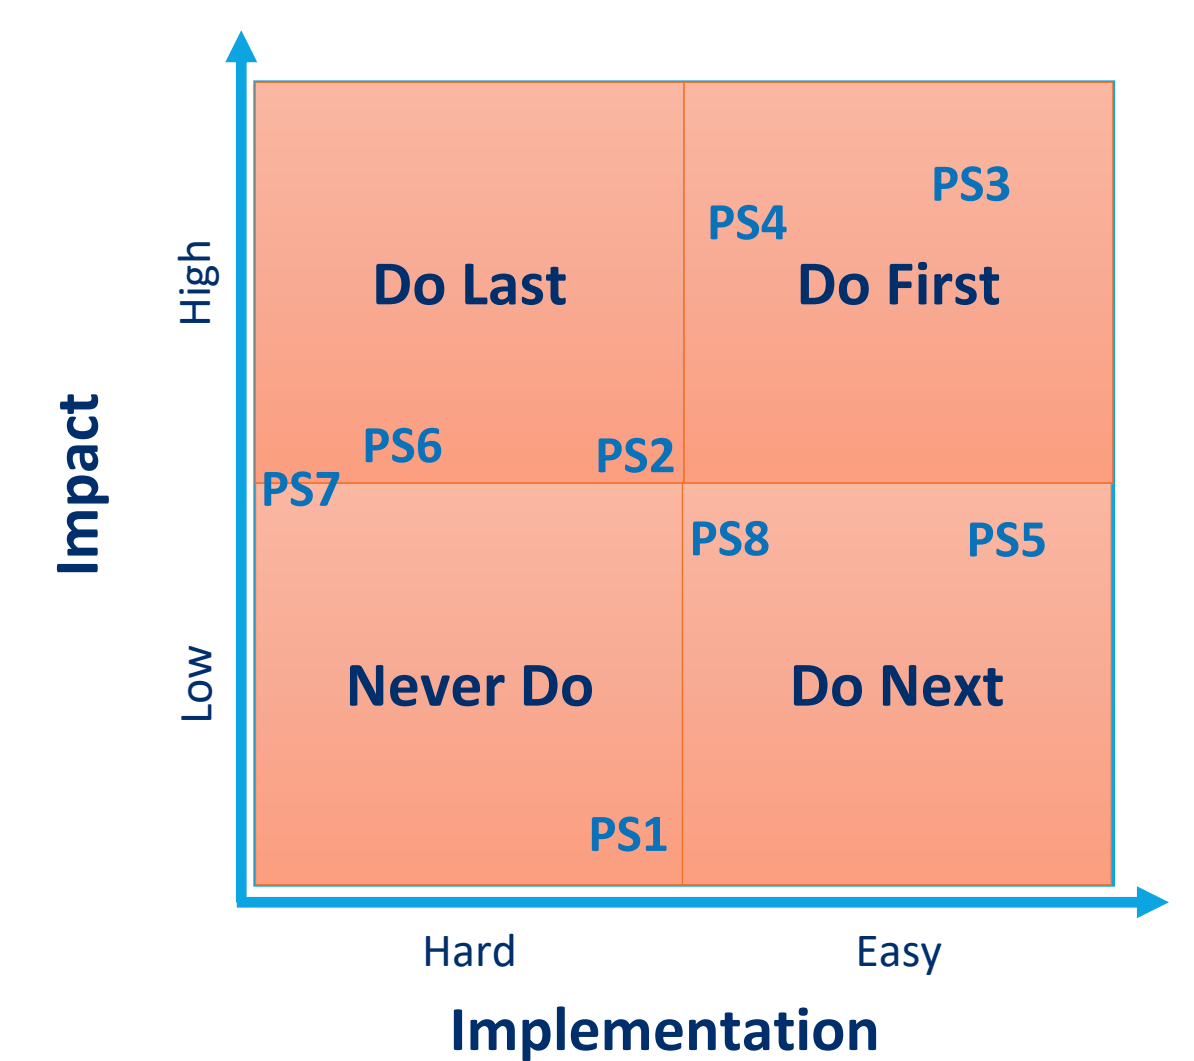 PS3
PS4
High
Do Last
Do First
Impact
PS6
PS2
PS7
PS8
PS5
Low
Never Do
Do Next
PS1
Hard
Easy
Implementation